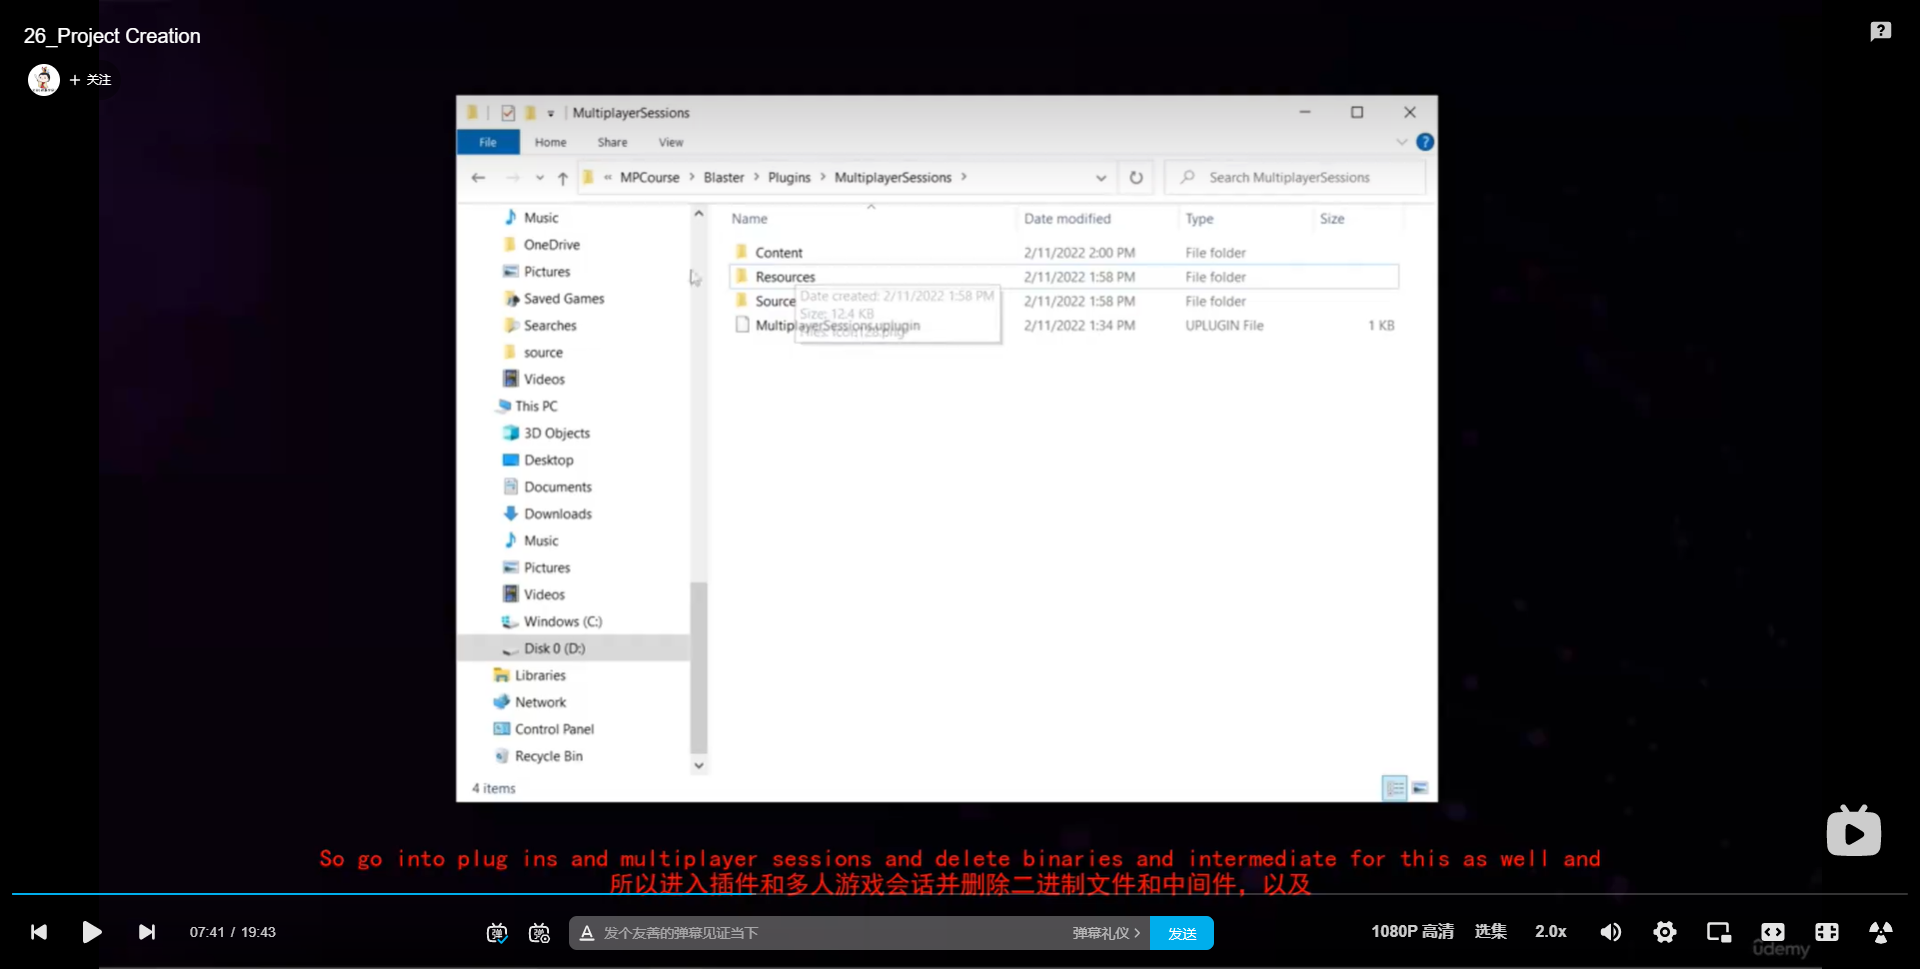 26_Project Creation
+ 关注
MultiplayerSessions
File Home Share View
« MPCourse > Blaster > Plugins > MultiplayerSessions >
Search MultiplayerSessions
Name Date modified Type Size
Music
OneDrive
Pictures
Saved Games
Searches
source
Videos
This PC
3D Objects
Desktop
Documents
Downloads
Music
Pictures
Videos
Windows (C:)
Disk 0 (D:)
Libraries
Network
Control Panel
Recycle Bin
Content 2/11/2022 2:00 PM File folder
Resources 2/11/2022 1:58 PM File folder
Source 2/11/2022 1:58 PM File folder
MultiplayerSessions.uplugin 2/11/2022 1:34 PM UPLUGIN File 1 KB
Date created: 2/11/2022 1:58 PM
Size: 12.4 KB
Files: Icon128.png
4 items
So go into plug ins and multiplayer sessions and delete binaries and intermediate for this as well and
所以进入插件和多人游戏会话并删除二进制文件和中间件，以及
07:41 / 19:43
弹
弹
A 发个友善的弹幕见证当下
弹幕礼仪 >
发送
1080P 高清
选集
2.0x
ûdemy